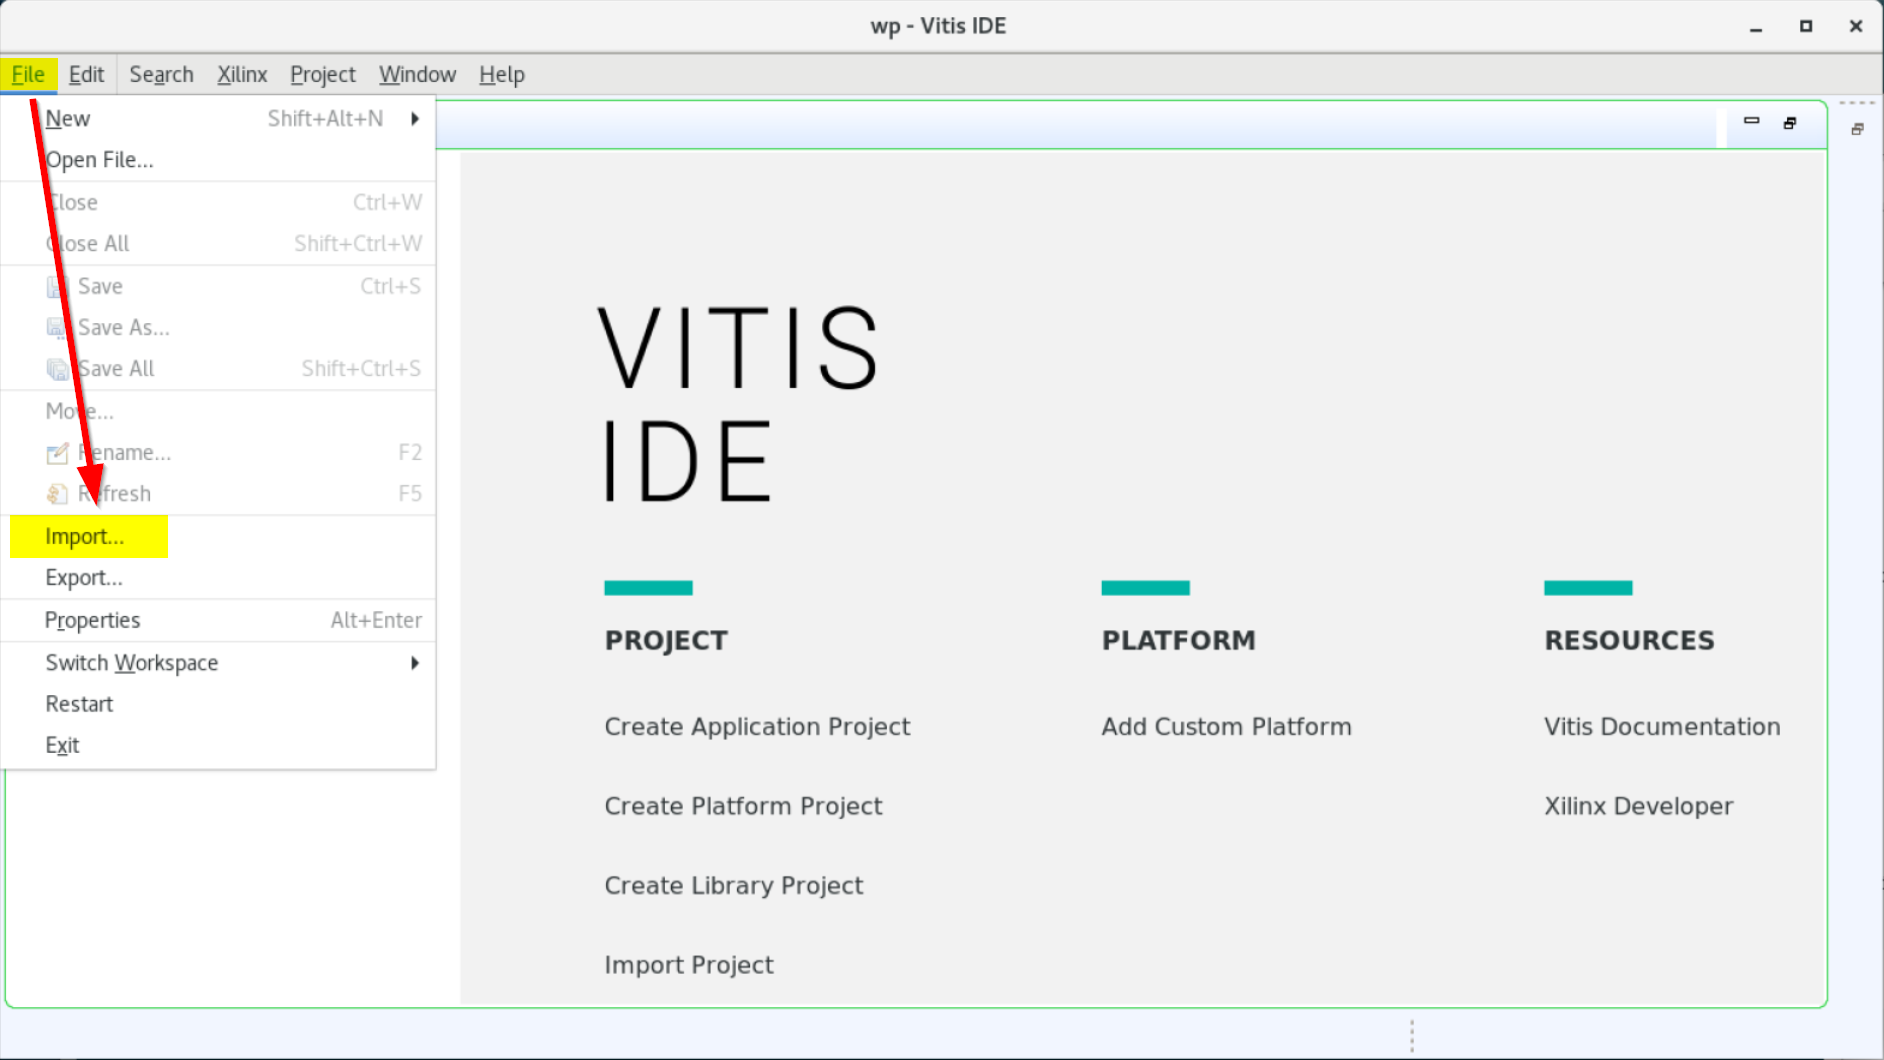 wp - Vitis IDE
File Edit Search Xilinx Project Window Help
New Shift+Alt+N
Open File...
Close Ctrl+W
Close All Shift+Ctrl+W
Save Ctrl+S
Save As...
Save All Shift+Ctrl+S
Move...
Rename... F2
Refresh F5
Import...
Export...
Properties Alt+Enter
Switch Workspace
Restart
Exit
VITIS
IDE
PROJECT
Create Application Project
Create Platform Project
Create Library Project
Import Project
PLATFORM
Add Custom Platform
RESOURCES
Vitis Documentation
Xilinx Developer